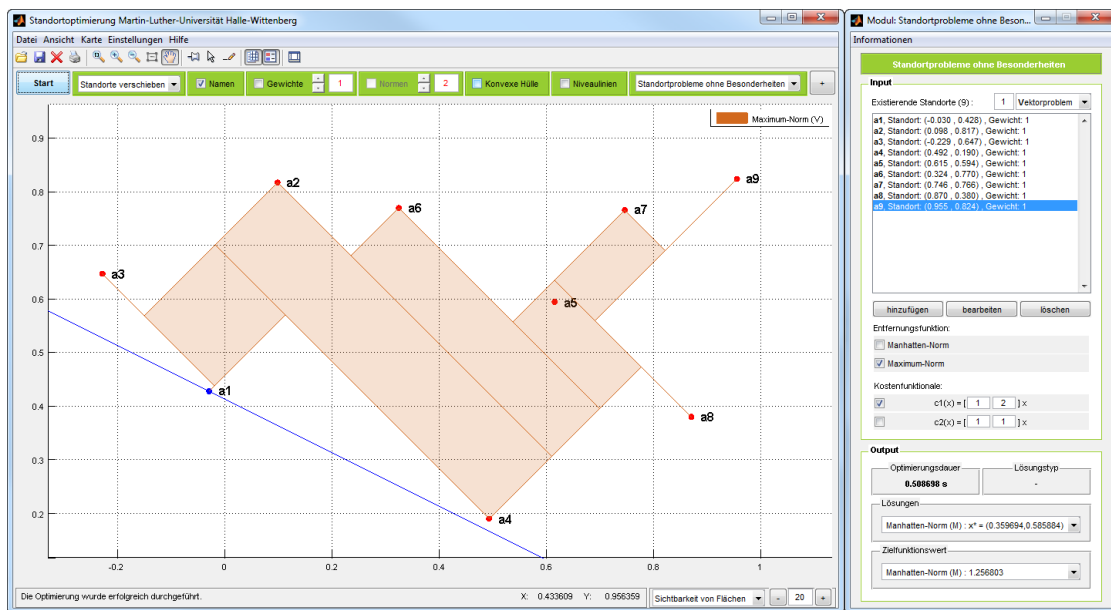 Standortoptimierung Martin-Luther-Universität Halle-Wittenberg
Datei Ansicht Karte Einstellungen Hilfe
Start
Standorte verschieben
Namen
Gewichte
+
-
1
Normen
+
-
2
Konvexe Hülle
Niveaulinien
Standortprobleme ohne Besonderheiten
+
Maximum-Norm (V)
0.9
0.8
0.7
0.6
0.5
0.4
0.3
0.2
-0.2
0
0.2
0.4
0.6
0.8
1
a2
a9
a6
a7
a3
a5
a1
a8
a4
Die Optimierung wurde erfolgreich durchgeführt.
X: 0.433609 Y: 0.956359
Sichtbarkeit von Flächen
-
20
+
Modul: Standortprobleme ohne Beson...
Informationen
Standortprobleme ohne Besonderheiten
Input
Existierende Standorte (9) :
1
Vektorproblem
a1, Standort: (-0.030 , 0.428) , Gewicht: 1
a2, Standort: (0.098 , 0.817) , Gewicht: 1
a3, Standort: (-0.229 , 0.647) , Gewicht: 1
a4, Standort: (0.492 , 0.190) , Gewicht: 1
a5, Standort: (0.615 , 0.594) , Gewicht: 1
a6, Standort: (0.324 , 0.770) , Gewicht: 1
a7, Standort: (0.746 , 0.766) , Gewicht: 1
a8, Standort: (0.870 , 0.380) , Gewicht: 1
a9, Standort: (0.955 , 0.824) , Gewicht: 1
hinzufügen bearbeiten löschen
Entfernungsfunktion:
Manhatten-Norm
Maximum-Norm
Kostenfunktionale:
c1(x) = [ 1 2 ] x
c2(x) = [ 1 1 ] x
Output
Optimierungsdauer
0.508698 s
Lösungstyp
-
Lösungen
Manhatten-Norm (M) : x* = (0.359694,0.585884)
Zielfunktionswert
Manhatten-Norm (M) : 1.256803